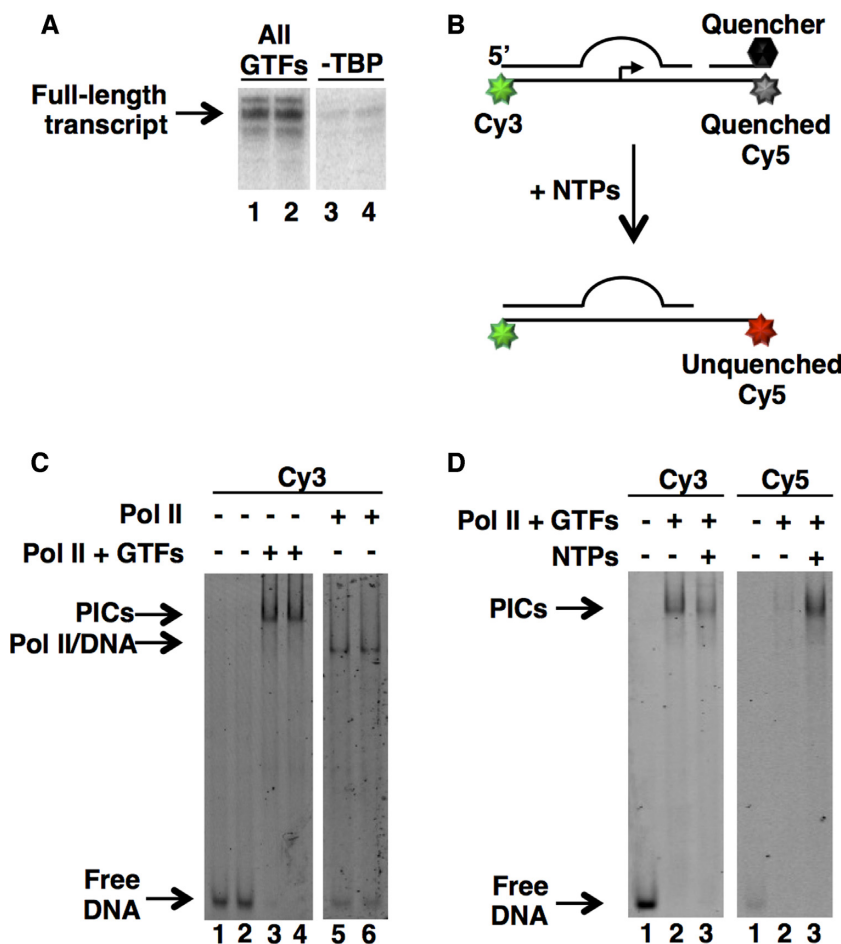 A
All
GTFs
-TBP
Full-length
transcript
1 2 3 4
B
5’
Quencher
Cy3
Quenched
Cy5
+ NTPs
Unquenched
Cy5
C
Cy3
Pol II - - - - + +
Pol II + GTFs - - + + - -
PICs
Pol II/DNA
Free
DNA
1 2 3 4 5 6
D
Cy3 Cy5
Pol II + GTFs - + + - + +
NTPs - - + - - +
PICs
Free
DNA
1 2 3 1 2 3